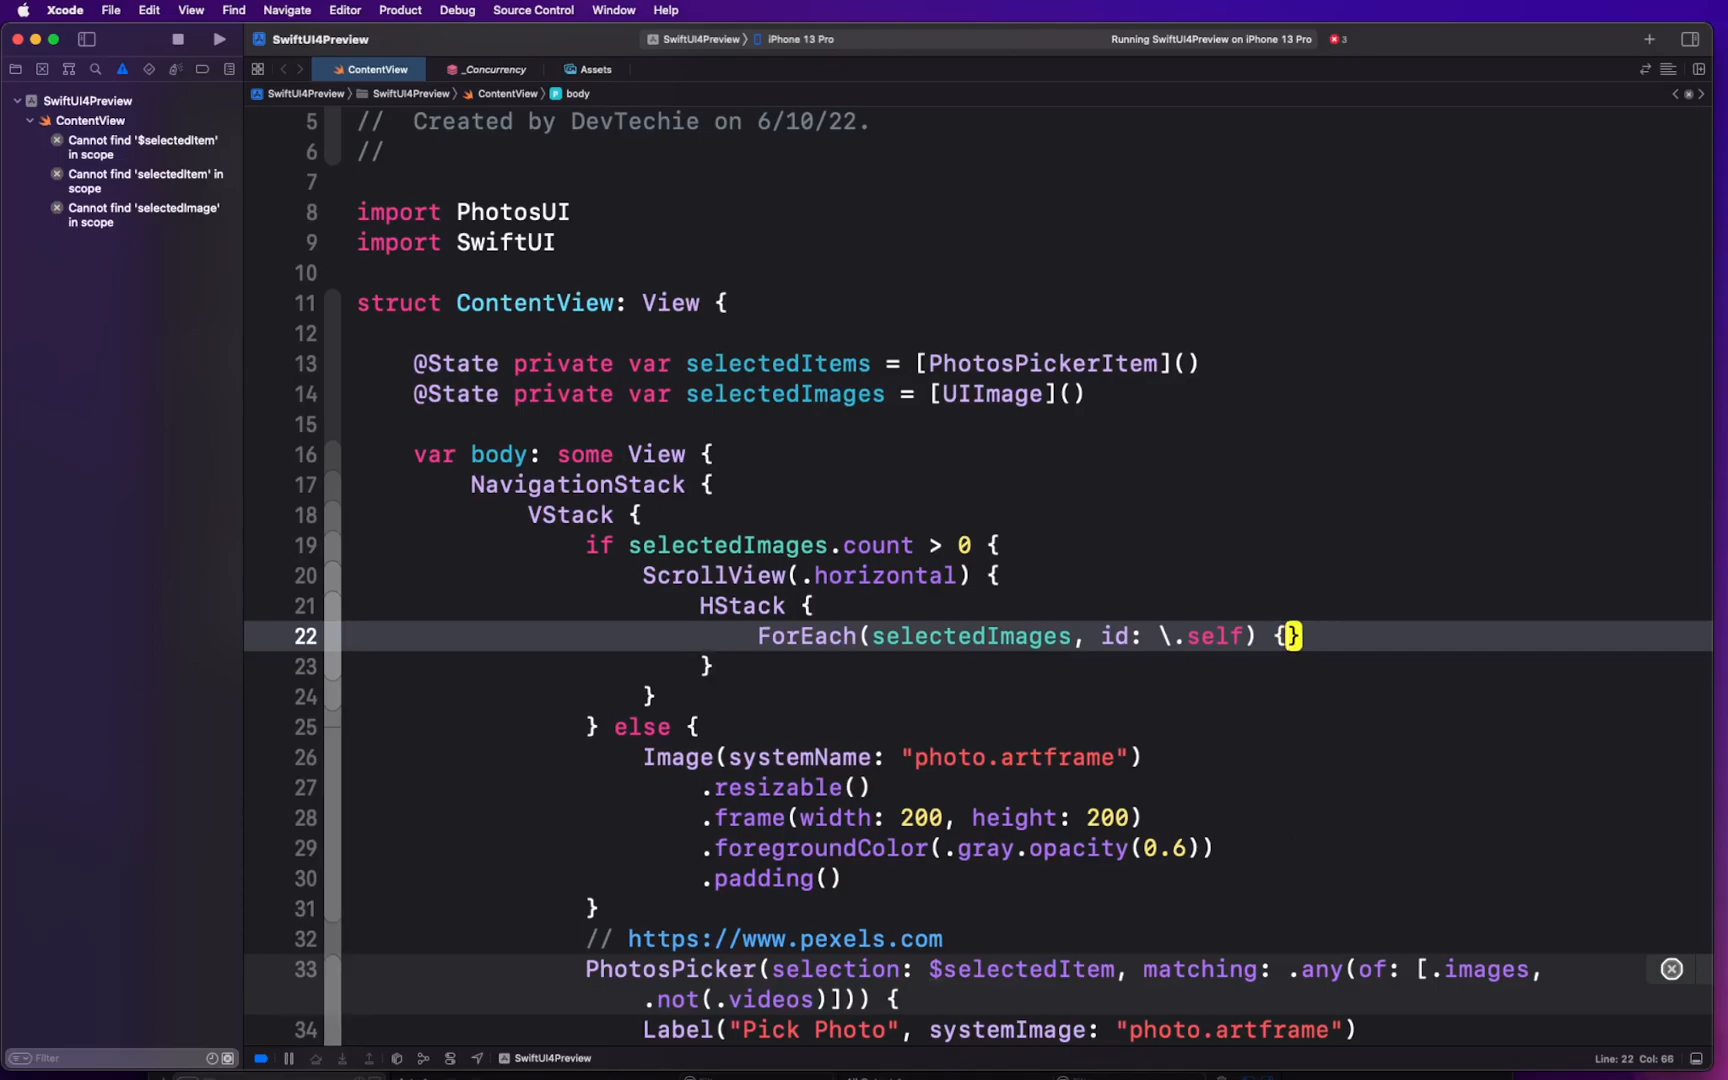 Xcode File Edit View Find Navigate Editor Product Debug Source Control Window Help
SwiftUI4Preview
SwiftUI4Preview 〉 iPhone 13 Pro
Running SwiftUI4Preview on iPhone 13 Pro 3
ContentView _Concurrency Assets
SwiftUI4Preview 〉 SwiftUI4Preview 〉 ContentView 〉 body
SwiftUI4Preview
ContentView
Cannot find '$selectedItem'
in scope
Cannot find 'selectedItem' in
scope
Cannot find 'selectedImage'
in scope
5 //  Created by DevTechie on 6/10/22.
6 //
7
8 import PhotosUI
9 import SwiftUI
10
11 struct ContentView: View {
12
13     @State private var selectedItems = [PhotosPickerItem]()
14     @State private var selectedImages = [UIImage]()
15
16     var body: some View {
17         NavigationStack {
18             VStack {
19                 if selectedImages.count > 0 {
20                     ScrollView(.horizontal) {
21                         HStack {
22                             ForEach(selectedImages, id: \.self) {}
23                         }
24                     }
25                 } else {
26                     Image(systemName: "photo.artframe")
27                         .resizable()
28                         .frame(width: 200, height: 200)
29                         .foregroundColor(.gray.opacity(0.6))
30                         .padding()
31                 }
32                 // https://www.pexels.com
33                 PhotosPicker(selection: $selectedItem, matching: .any(of: [.images,
                    .not(.videos)])) {
34                     Label("Pick Photo", systemImage: "photo.artframe")
Filter
SwiftUI4Preview
Line: 22 Col: 66